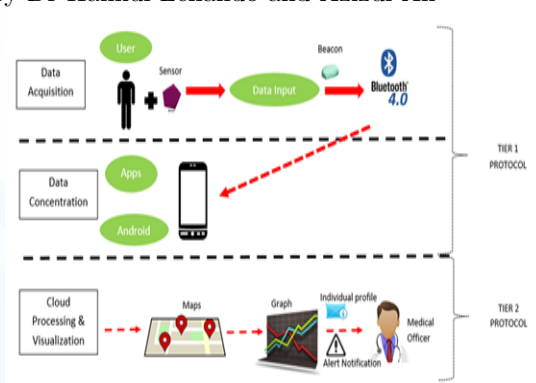 User
Data
Acquisition
Sensor
Data Input
Beacon
Bluetooth
4.0
TIER 1
PROTOCOL
Data
Concentration
Apps
Android
Cloud
Processing &
Visualization
Maps
Graph
Individual profile
Alert Notification
Medical
Officer
TIER 2
PROTOCOL